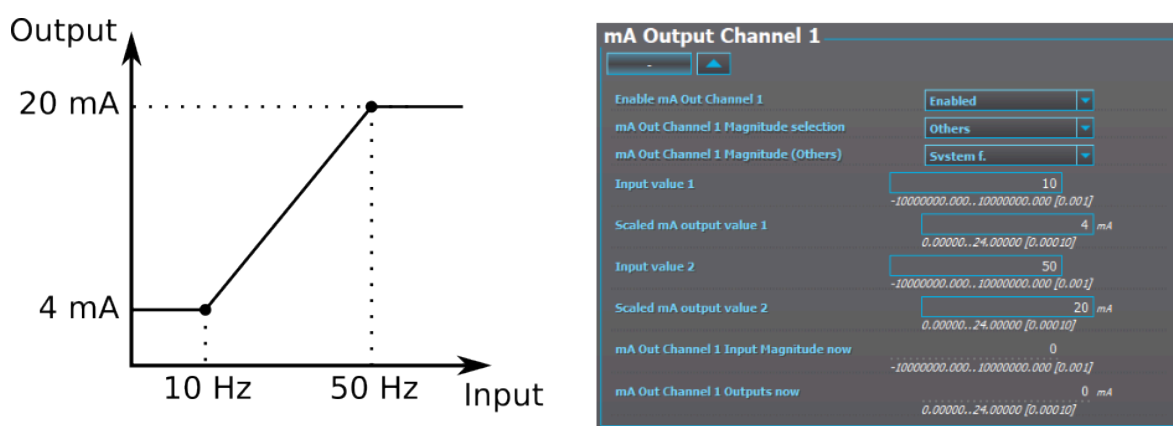 Output
20 mA
4 mA
10 Hz
50 Hz
Input
mA Output Channel 1
-
Enable mA Out Channel 1 Enabled
mA Out Channel 1 Magnitude selection Others
mA Out Channel 1 Magnitude (Others) System f.
Input value 1 10
-10000000.000..10000000.000 [0.001]
Scaled mA output value 1 4 mA
0.00000..24.00000 [0.00010]
Input value 2 50
-10000000.000..10000000.000 [0.001]
Scaled mA output value 2 20 mA
0.00000..24.00000 [0.00010]
mA Out Channel 1 Input Magnitude now 0
-10000000.000..10000000.000 [0.001]
mA Out Channel 1 Outputs now 0 mA
0.00000..24.00000 [0.00010]